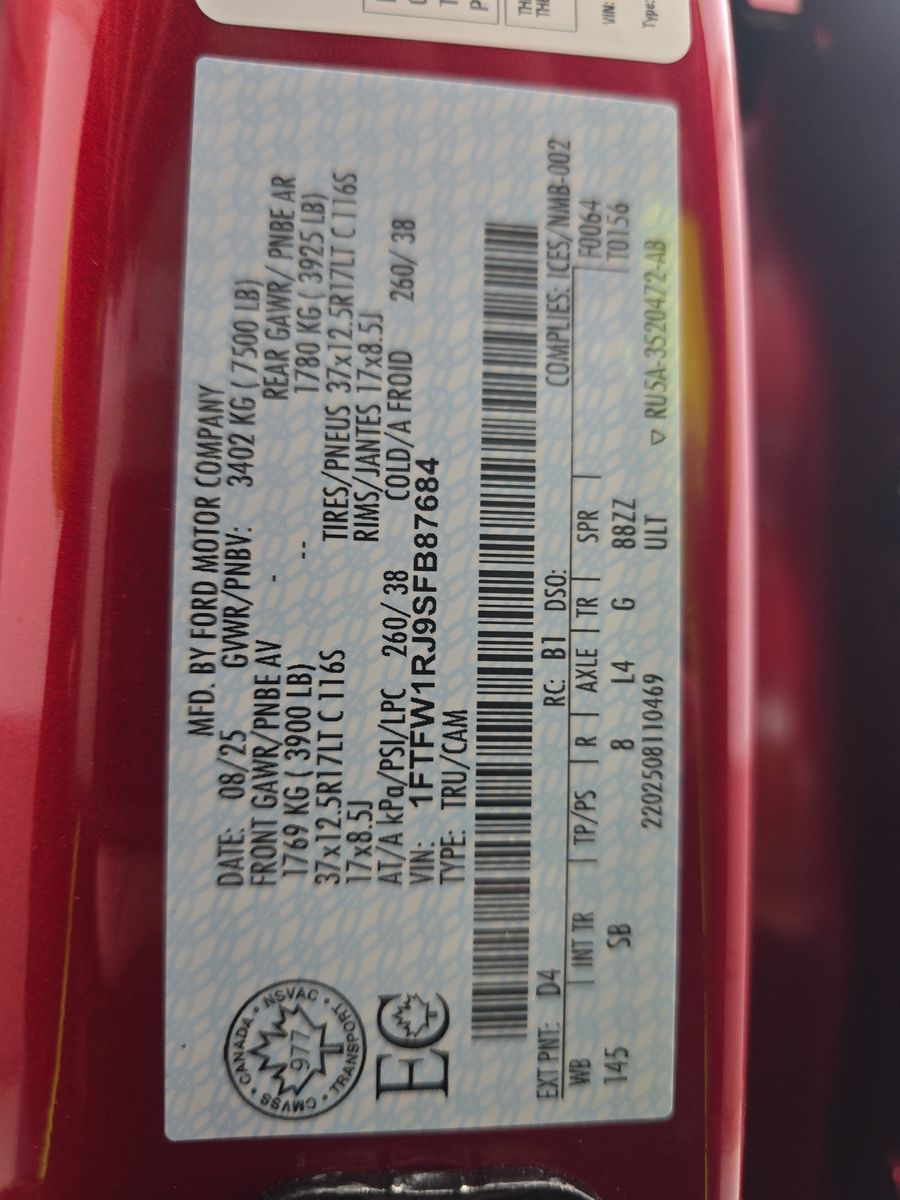 MFD. BY FORD MOTOR COMPANY
DATE: 08/25 GVWR/PNBV: 3402 KG ( 7500 LB)
FRONT GAWR/PNBE AV - REAR GAWR/ PNBE AR
1769 KG ( 3900 LB) -- 1780 KG ( 3925 LB)
37x12.5R17LT C 116S TIRES/PNEUS 37x12.5R17LT C 116S
17x8.5J RIMS/JANTES 17x8.5J
AT/A kPa/PSI/LPC 260/ 38 COLD/A FROID 260/ 38
VIN: 1FTFW1RJ9SFB87684
TYPE: TRU/CAM
CANADA • NSVAC • TRANSPORT • CMVSS •
977
EC
EXT PNT: D4 RC: B1 DSO: COMPLIES: ICES/NMB-002
WB | INT TR | TP/PS | R | AXLE | TR | SPR | F0064
145 SB 8 L4 G 88ZZ T0156
2202508110469 ULT ▽ RU5A-3520472-AB
VIN:
Type: